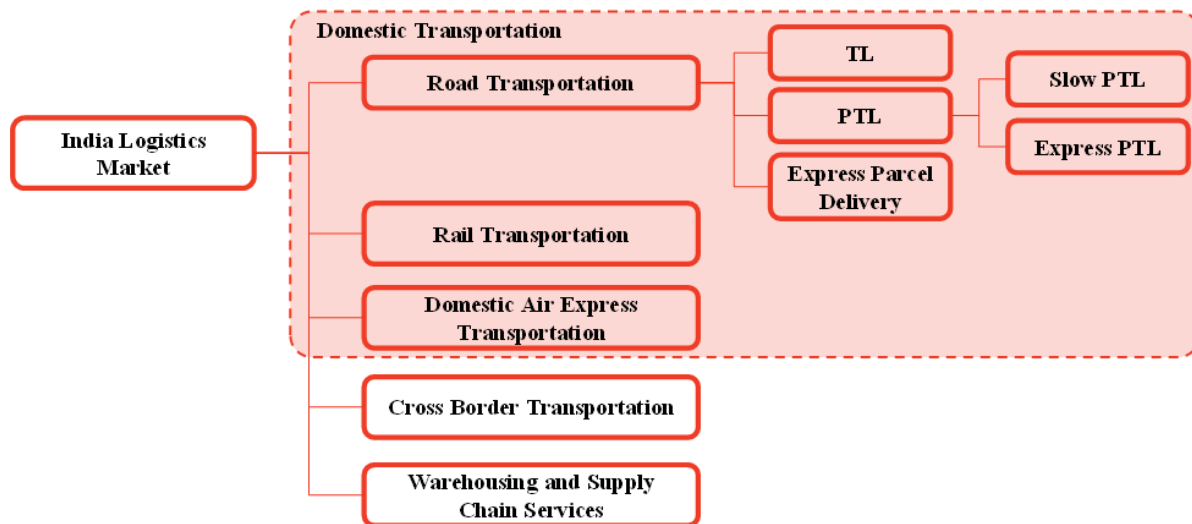 Domestic Transportation
India Logistics
Market
Road Transportation
TL
PTL
Express Parcel
Delivery
Slow PTL
Express PTL
Rail Transportation
Domestic Air Express
Transportation
Cross Border Transportation
Warehousing and Supply
Chain Services